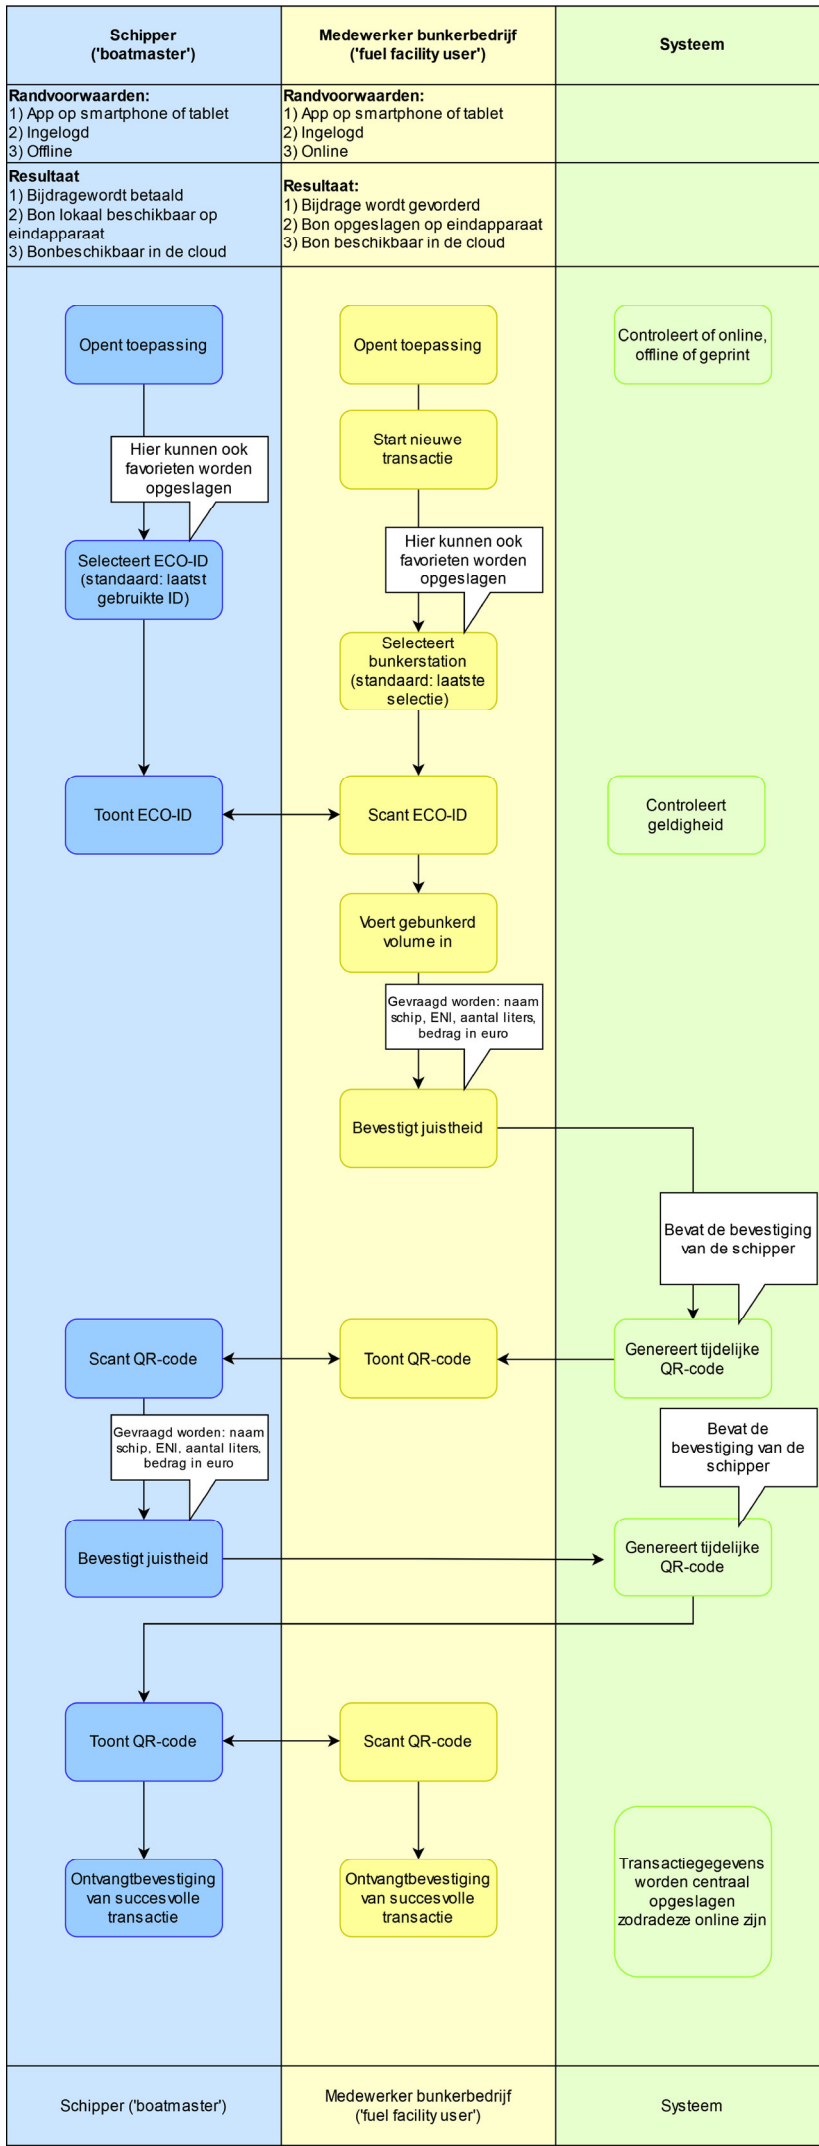 Schipper
('boatmaster')
Medewerker bunkerbedrijf
('fuel facility user')
Systeem
Randvoorwaarden:
1) App op smartphone of tablet
2) Ingelogd
3) Offline
Randvoorwaarden:
1) App op smartphone of tablet
2) Ingelogd
3) Online
Resultaat
1) Bijdragewordt betaald
2) Bon lokaal beschikbaar op
eindapparaat
3) Bonbeschikbaar in de cloud
Resultaat:
1) Bijdrage wordt gevorderd
2) Bon opgeslagen op eindapparaat
3) Bon beschikbaar in de cloud
Opent toepassing
Opent toepassing
Controleert of online,
offline of geprint
Start nieuwe
transactie
Hier kunnen ook
favorieten worden
opgeslagen
Hier kunnen ook
favorieten worden
opgeslagen
Selecteert ECO-ID
(standaard: laatst
gebruikte ID)
Selecteert
bunkerstation
(standaard: laatste
selectie)
Toont ECO-ID
Scant ECO-ID
Controleert
geldigheid
Voert gebunkerd
volume in
Gevraagd worden: naam
schip, ENI, aantal liters,
bedrag in euro
Bevestigt juistheid
Bevat de bevestiging
van de schipper
Scant QR-code
Toont QR-code
Genereert tijdelijke
QR-code
Gevraagd worden: naam
schip, ENI, aantal liters,
bedrag in euro
Bevat de
bevestiging van de
schipper
Bevestigt juistheid
Genereert tijdelijke
QR-code
Toont QR-code
Scant QR-code
Ontvangtbevestiging
van succesvolle
transactie
Ontvangtbevestiging
van succesvolle
transactie
Transactiegegevens
worden centraal
opgeslagen
zodradeze online zijn
Schipper ('boatmaster')
Medewerker bunkerbedrijf
('fuel facility user')
Systeem